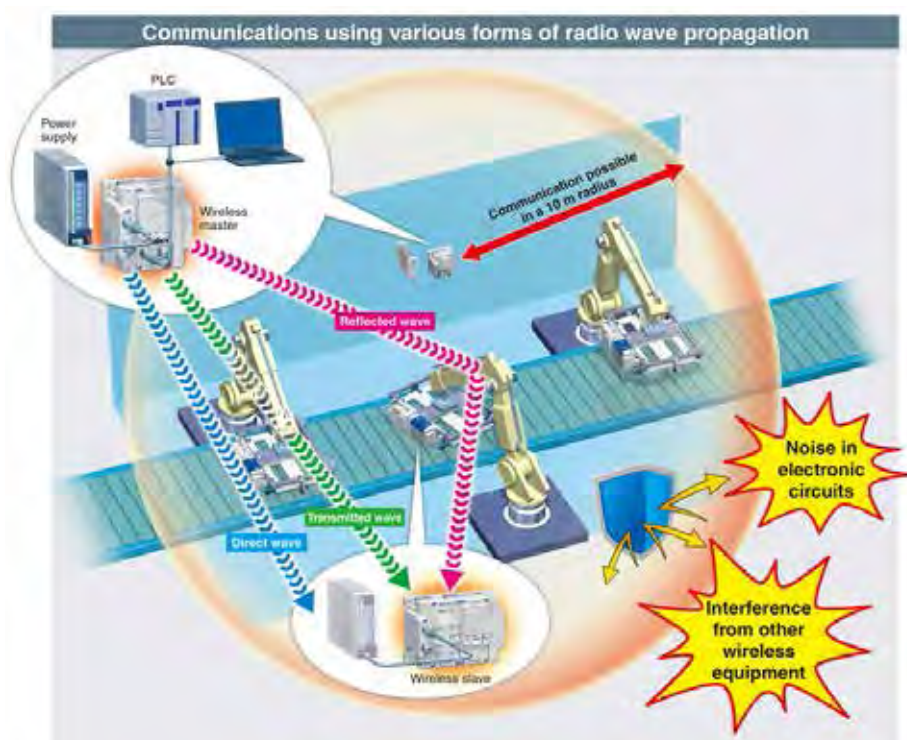 Communications using various forms of radio wave propagation
PLC
Power
supply
Wireless
master
Communication possible
in a 10 m radius
Reflected wave
Transmitted wave
Direct wave
Noise in
electronic
circuits
Interference
from other
wireless
equipment
Wireless slave